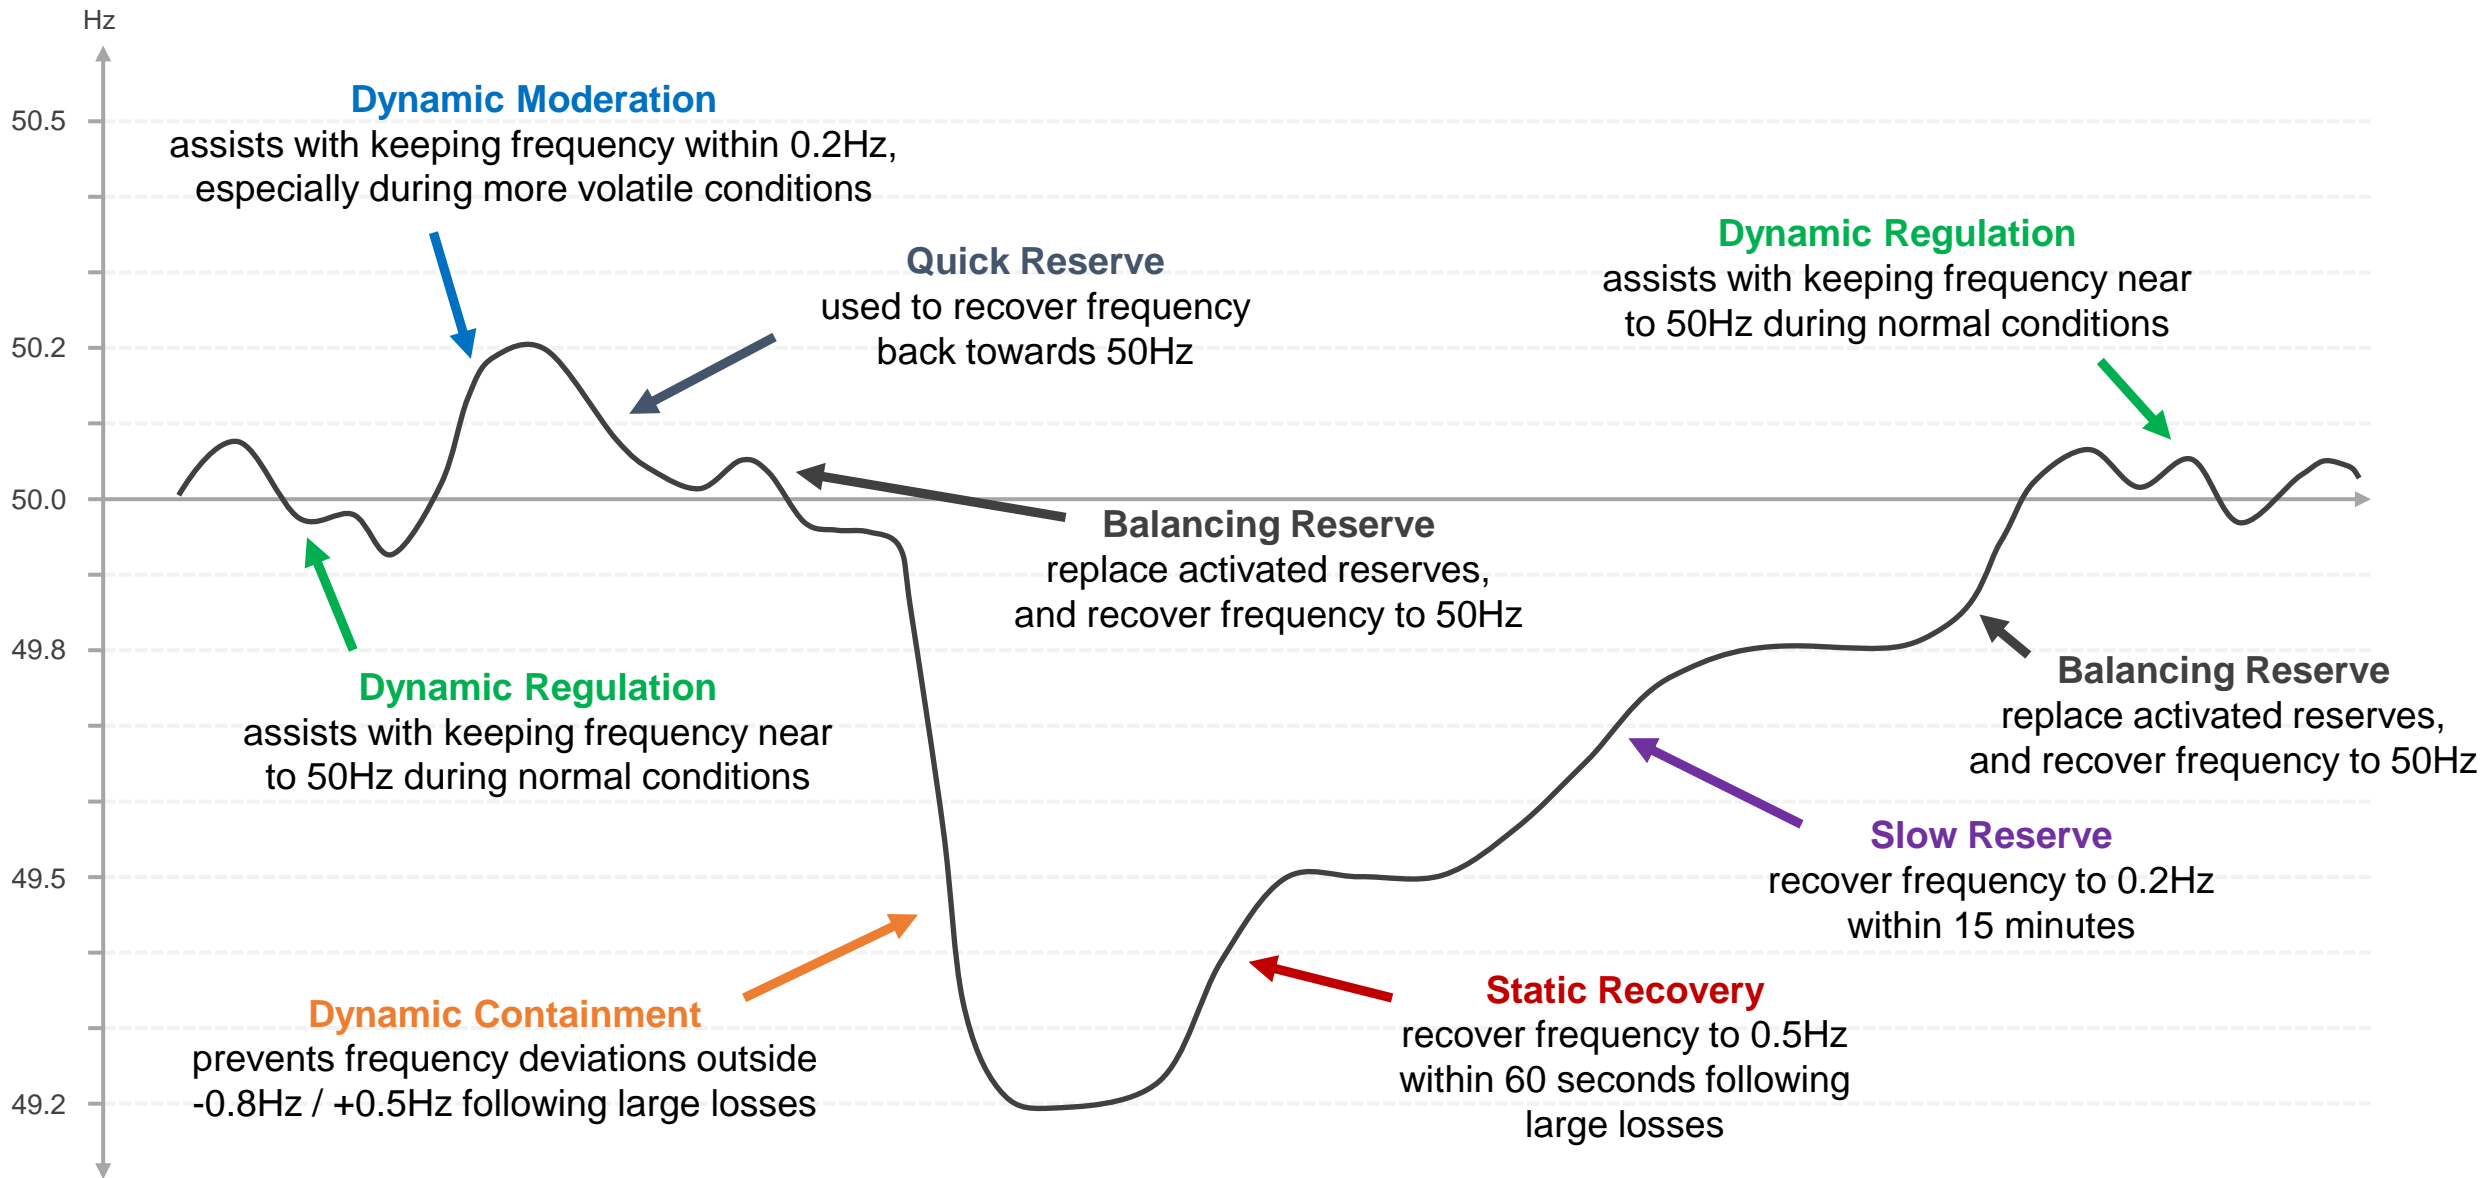 Hz
50.5
50.2
50.0
49.8
49.5
49.2
Dynamic Moderation
assists with keeping frequency within 0.2Hz,
especially during more volatile conditions
Quick Reserve
used to recover frequency
back towards 50Hz
Dynamic Regulation
assists with keeping frequency near
to 50Hz during normal conditions
Balancing Reserve
replace activated reserves,
and recover frequency to 50Hz
Dynamic Regulation
assists with keeping frequency near
to 50Hz during normal conditions
Balancing Reserve
replace activated reserves,
and recover frequency to 50Hz
Slow Reserve
recover frequency to 0.2Hz
within 15 minutes
Dynamic Containment
prevents frequency deviations outside
-0.8Hz / +0.5Hz following large losses
Static Recovery
recover frequency to 0.5Hz
within 60 seconds following
large losses